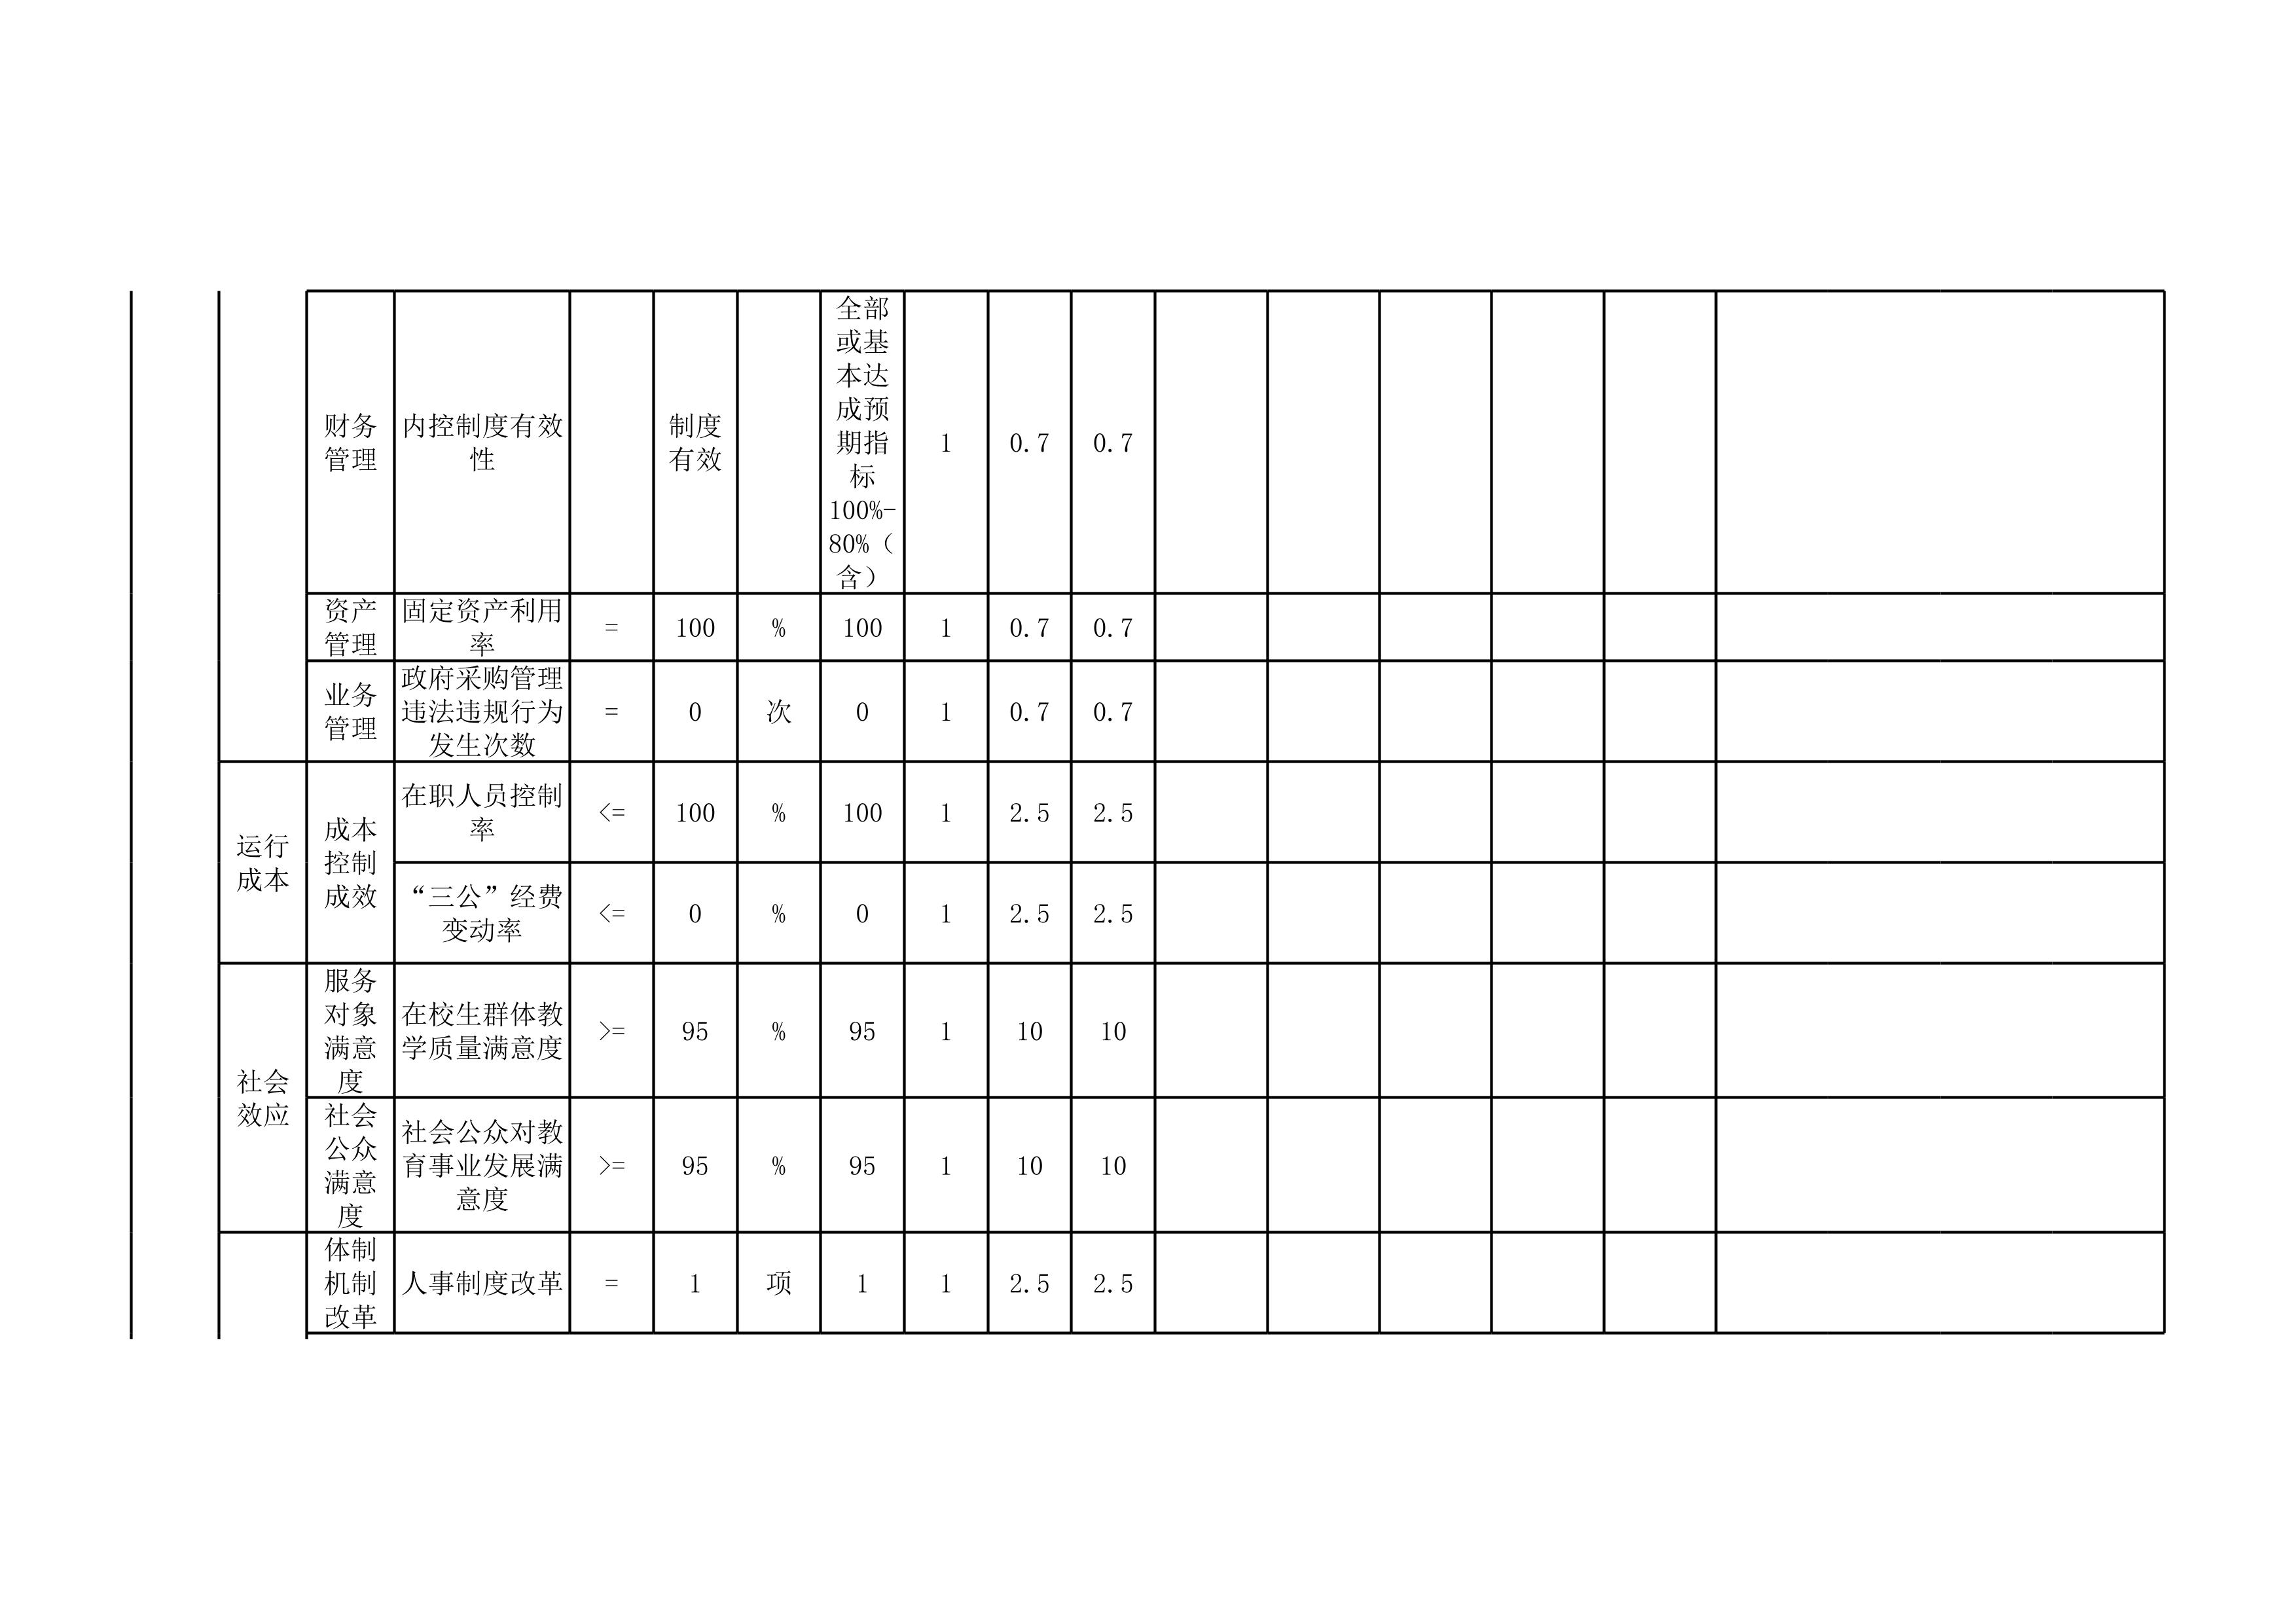 财务
管理
内控制度有效
性
制度
有效
全部
或基
本达
成预
期指
标
100%-
80%（
含）
1
0.7
0.7
资产
管理
固定资产利用
率
=
100
%
100
1
0.7
0.7
业务
管理
政府采购管理
违法违规行为
发生次数
=
0
次
0
1
0.7
0.7
运行
成本
成本
控制
成效
在职人员控制
率
<=
100
%
100
1
2.5
2.5
“三公”经费
变动率
<=
0
%
0
1
2.5
2.5
社会
效应
服务
对象
满意
度
在校生群体教
学质量满意度
>=
95
%
95
1
10
10
社会
公众
满意
度
社会公众对教
育事业发展满
意度
>=
95
%
95
1
10
10
体制
机制
改革
人事制度改革
=
1
项
1
1
2.5
2.5